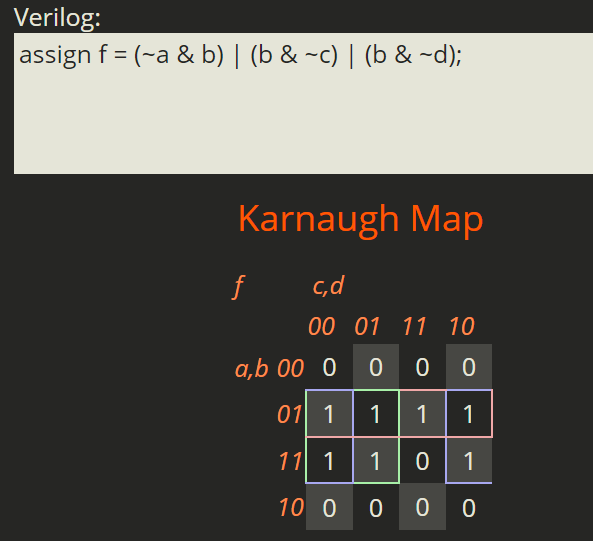 Verilog:
assign f = (~a & b) | (b & ~c) | (b & ~d);
Karnaugh Map
f c,d
00 01 11 10
a,b 00 0 0 0 0
01 1 1 1 1
11 1 1 0 1
10 0 0 0 0